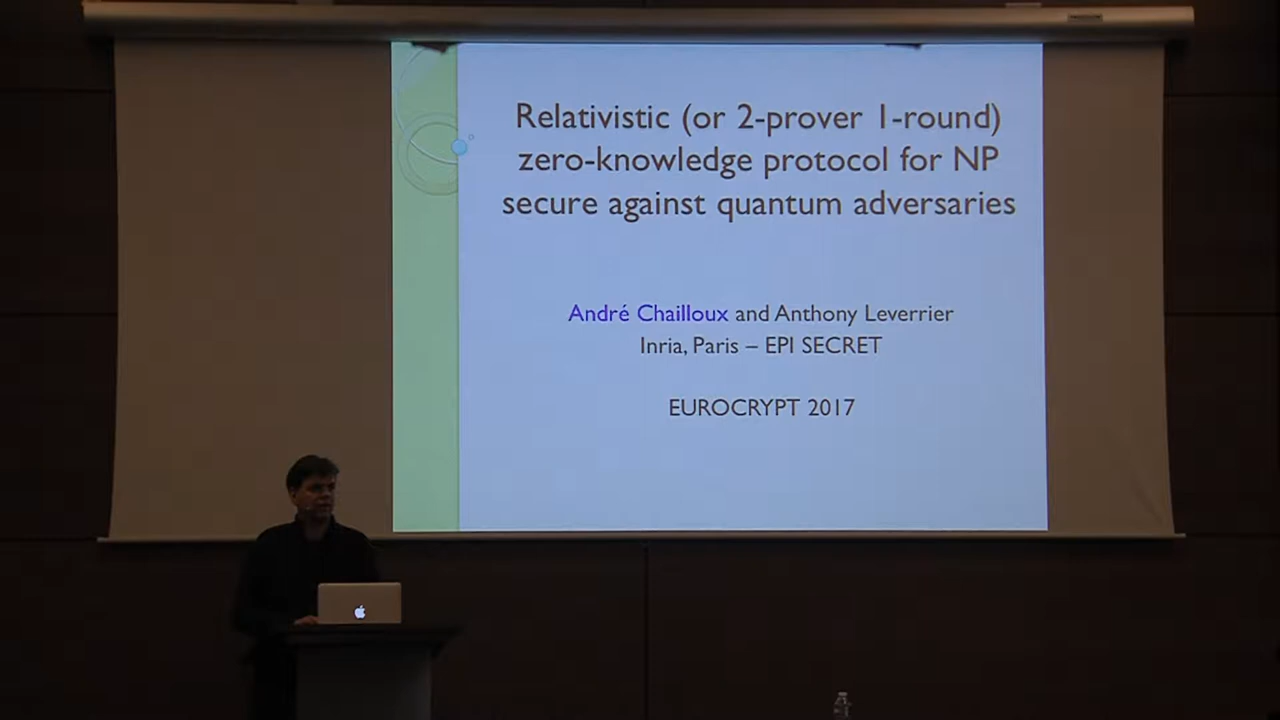 Relativistic (or 2-prover 1-round)
zero-knowledge protocol for NP
secure against quantum adversaries
André Chailloux and Anthony Leverrier
Inria, Paris – EPI SECRET
EUROCRYPT 2017